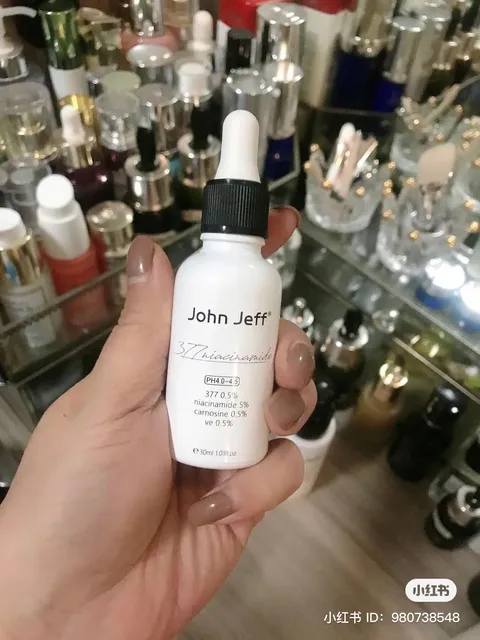 John Jeff®
377niacinamide
PH4.0-4.5
377 0.5%
niacinamide 5%
carnosine 0.5%
ve 0.5%
℮30ml 1.01fl.oz
小红书
小红书 ID: 980738548